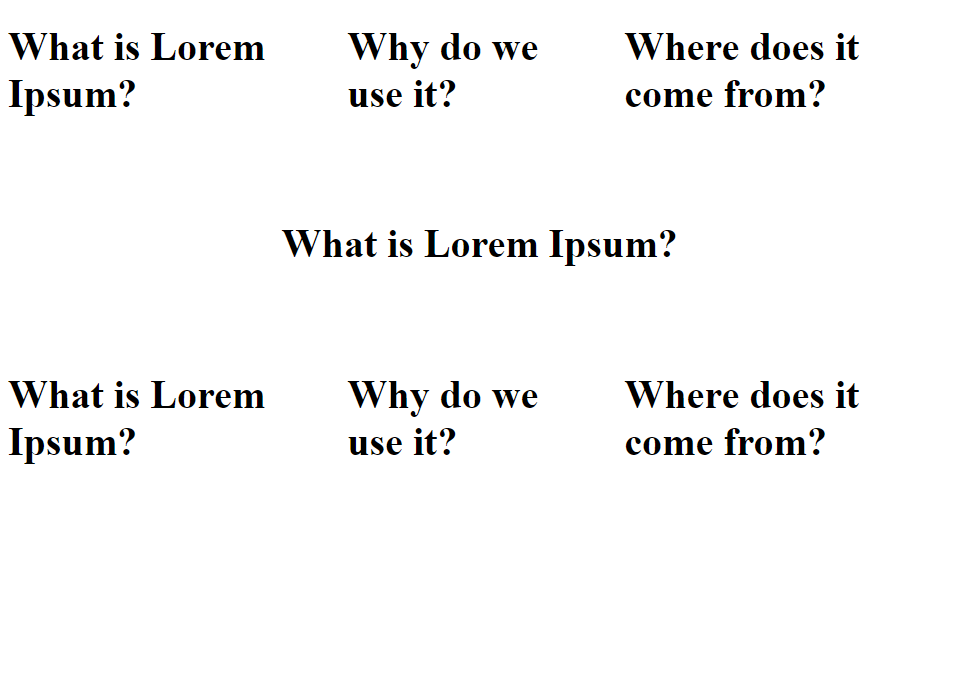 What is Lorem
Ipsum?
Why do we
use it?
Where does it
come from?
What is Lorem Ipsum?
What is Lorem
Ipsum?
Why do we
use it?
Where does it
come from?